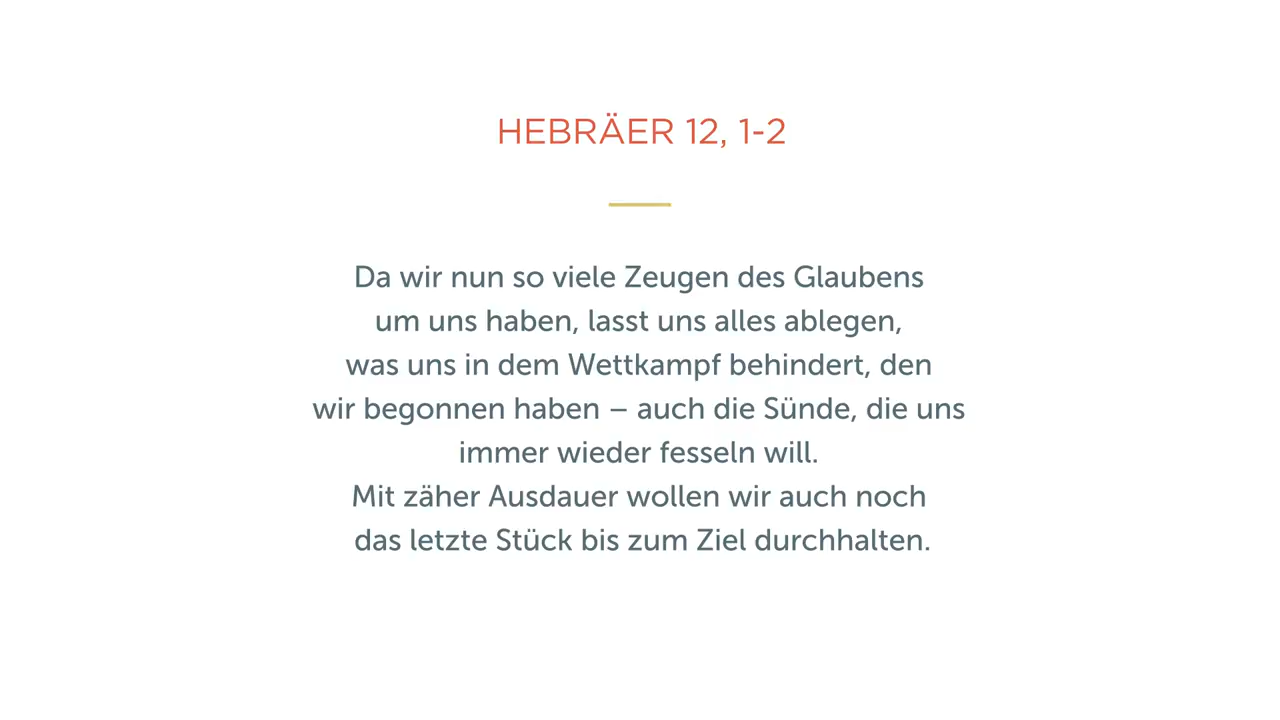 HEBRÄER 12, 1-2
Da wir nun so viele Zeugen des Glaubens
um uns haben, lasst uns alles ablegen,
was uns in dem Wettkampf behindert, den
wir begonnen haben – auch die Sünde, die uns
immer wieder fesseln will.
Mit zäher Ausdauer wollen wir auch noch
das letzte Stück bis zum Ziel durchhalten.